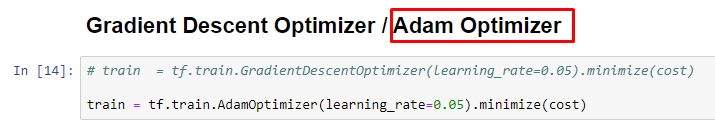 Gradient Descent Optimizer / Adam Optimizer
In [14]: # train  = tf.train.GradientDescentOptimizer(learning_rate=0.05).minimize(cost)
train = tf.train.AdamOptimizer(learning_rate=0.05).minimize(cost)